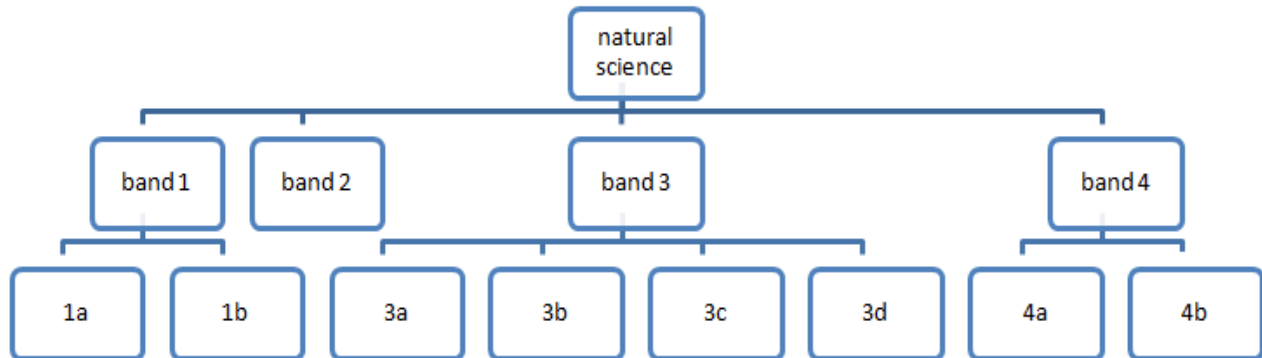 natural
science
band 1
band 2
band 3
band 4
1a
1b
3a
3b
3c
3d
4a
4b